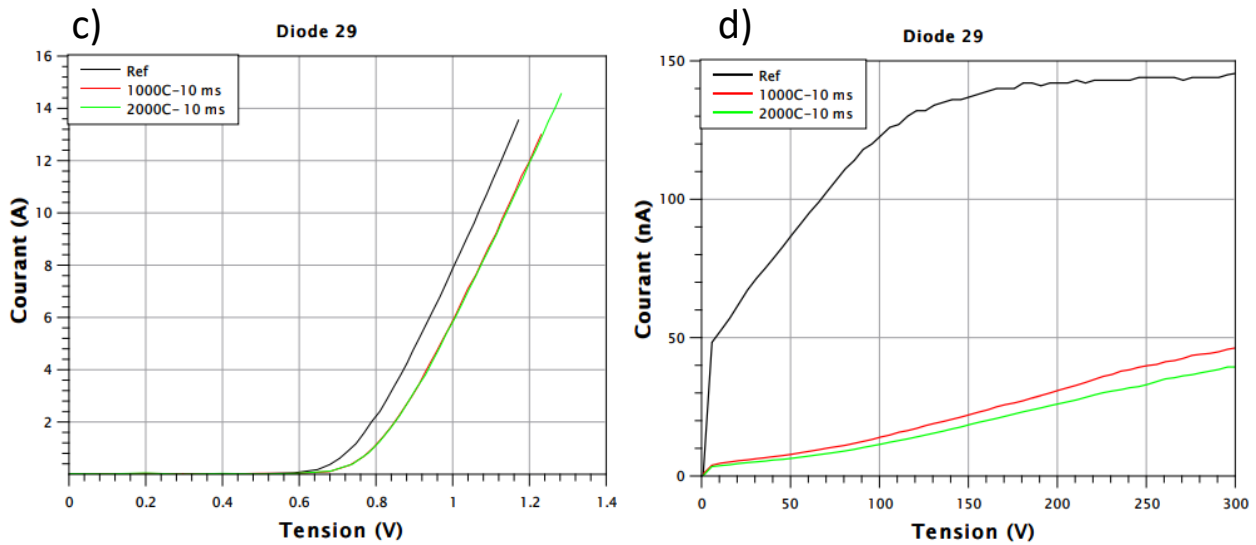 c)
Diode 29
Ref
1000C-10 ms
2000C- 10 ms
Courant (A)
16
14
12
10
8
6
4
2
0
0.2
0.4
0.6
0.8
1
1.2
1.4
Tension (V)
d)
Diode 29
Ref
1000C-10 ms
2000C- 10 ms
Courant (nA)
150
100
50
0
0
50
100
150
200
250
300
Tension (V)